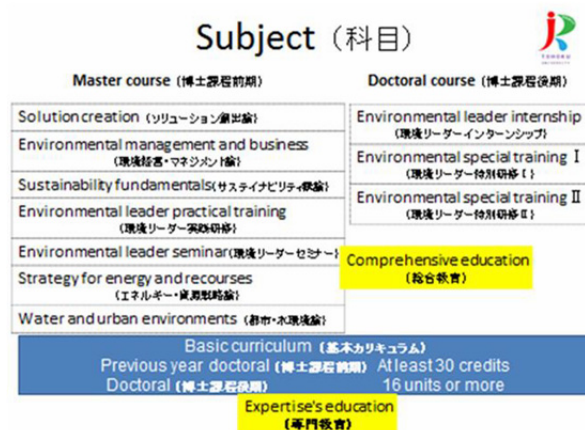 Subject (科目)
TOHOKU
UNIVERSITY
Master course (博士課程前期)
Doctoral course (博士課程後期)
Solution creation (ソリューション創出論)
Environmental management and business
(環境経営・マネジメント論)
Sustainability fundamentals(サステイナビリティ概論)
Environmental leader practical training
(環境リーダー実践研修)
Environmental leader seminar(環境リーダーセミナー)
Strategy for energy and recourses
(エネルギー・資源戦略論)
Water and urban environments (都市・水環境論)
Environmental leader internship
(環境リーダーインターンシップ)
Environmental special training Ⅰ
(環境リーダー特別研修Ⅰ)
Environmental special training Ⅱ
(環境リーダー特別研修Ⅱ)
Comprehensive education
(総合教育)
Basic curriculum (基本カリキュラム)
Previous year doctoral (博士課程前期) At least 30 credits
Doctoral (博士課程後期) 16 units or more
Expertise's education
(専門教育)